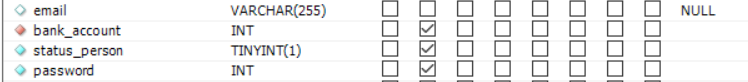 email VARCHAR(255) NULL
bank_account INT
status_person TINYINT(1)
password INT